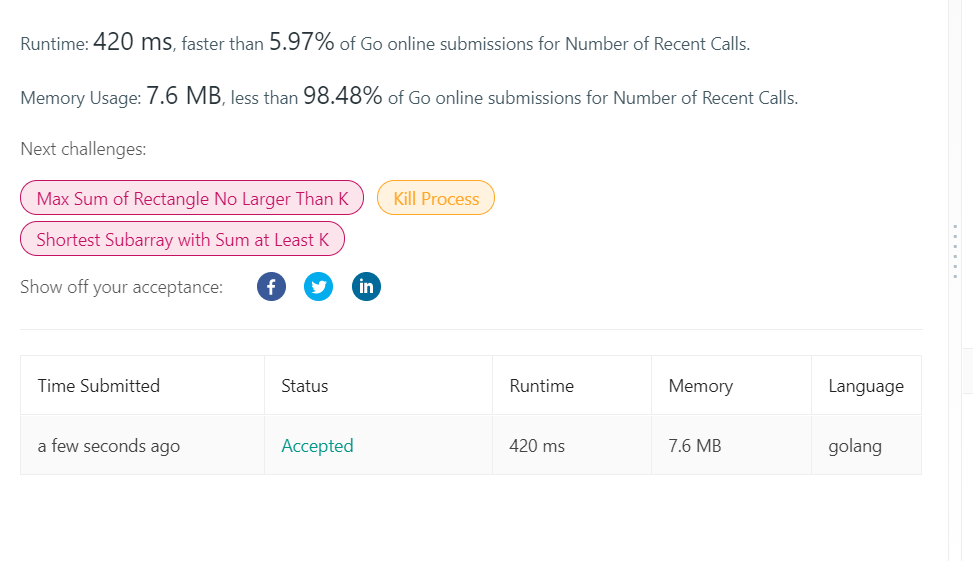 Runtime: 420 ms, faster than 5.97% of Go online submissions for Number of Recent Calls.
Memory Usage: 7.6 MB, less than 98.48% of Go online submissions for Number of Recent Calls.
Next challenges:
Max Sum of Rectangle No Larger Than K Kill Process
Shortest Subarray with Sum at Least K
Show off your acceptance: f in
Time Submitted Status Runtime Memory Language
a few seconds ago Accepted 420 ms 7.6 MB golang